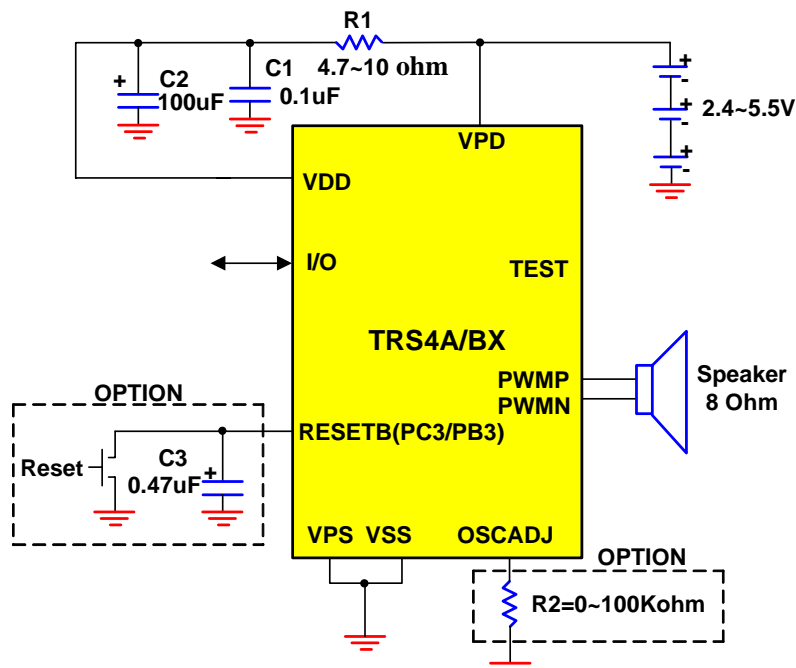 R1
4.7~10 ohm
+
C2
100uF
C1
0.1uF
+
-
+
-
+
-
2.4~5.5V
VPD
VDD
I/O
TEST
TRS4A/BX
PWMP
PWMN
Speaker
8 Ohm
OPTION
RESETB(PC3/PB3)
Reset
C3
+
0.47uF
VPS VSS OSCADJ
OPTION
R2=0~100Kohm